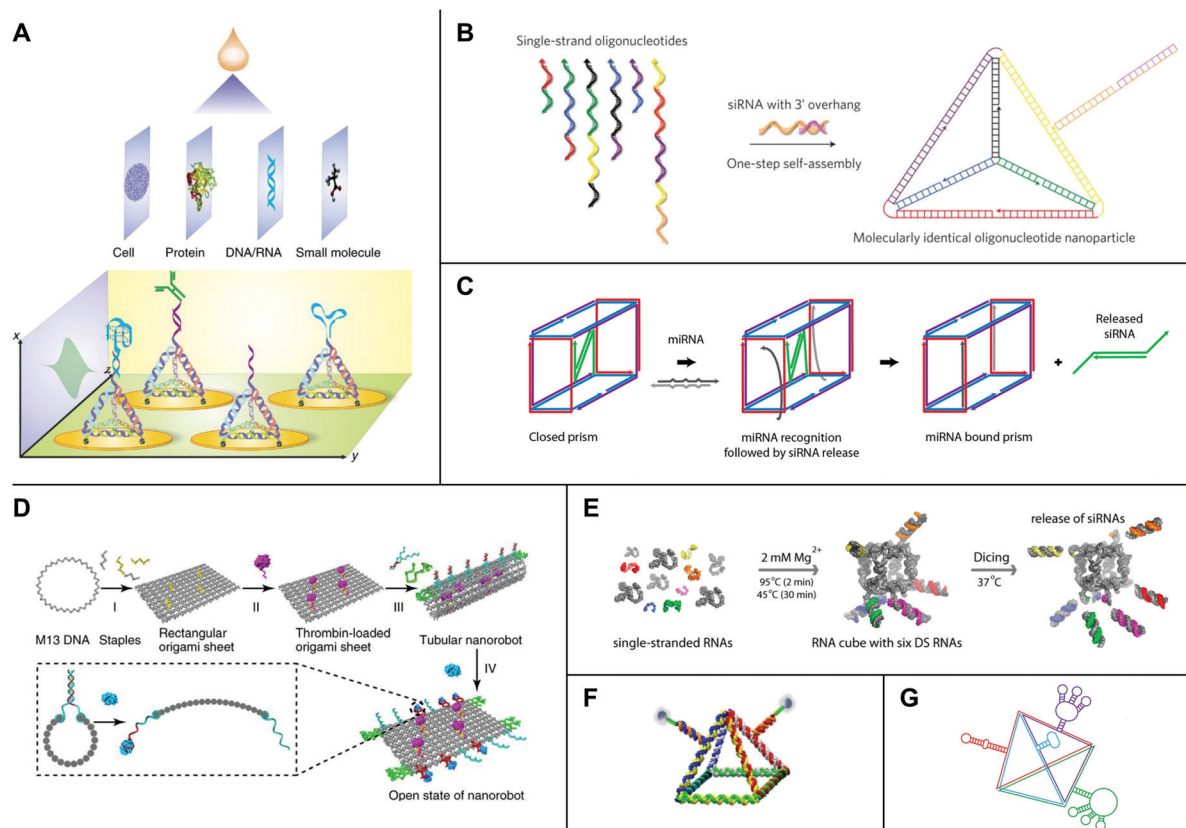 A
Cell
Protein
DNA/RNA
Small molecule
x
z
y
S
S
S
S
S
S
S
S
B
Single-strand oligonucleotides
siRNA with 3' overhang
One-step self-assembly
Molecularly identical oligonucleotide nanoparticle
C
miRNA
Released
siRNA
Closed prism
miRNA recognition
followed by siRNA release
miRNA bound prism
D
M13 DNA
Staples
I
Rectangular
origami sheet
II
Thrombin-loaded
origami sheet
III
Tubular nanorobot
IV
Open state of nanorobot
E
single-stranded RNAs
2 mM Mg2+
95°C (2 min)
45°C (30 min)
RNA cube with six DS RNAs
Dicing
37°C
release of siRNAs
F
G